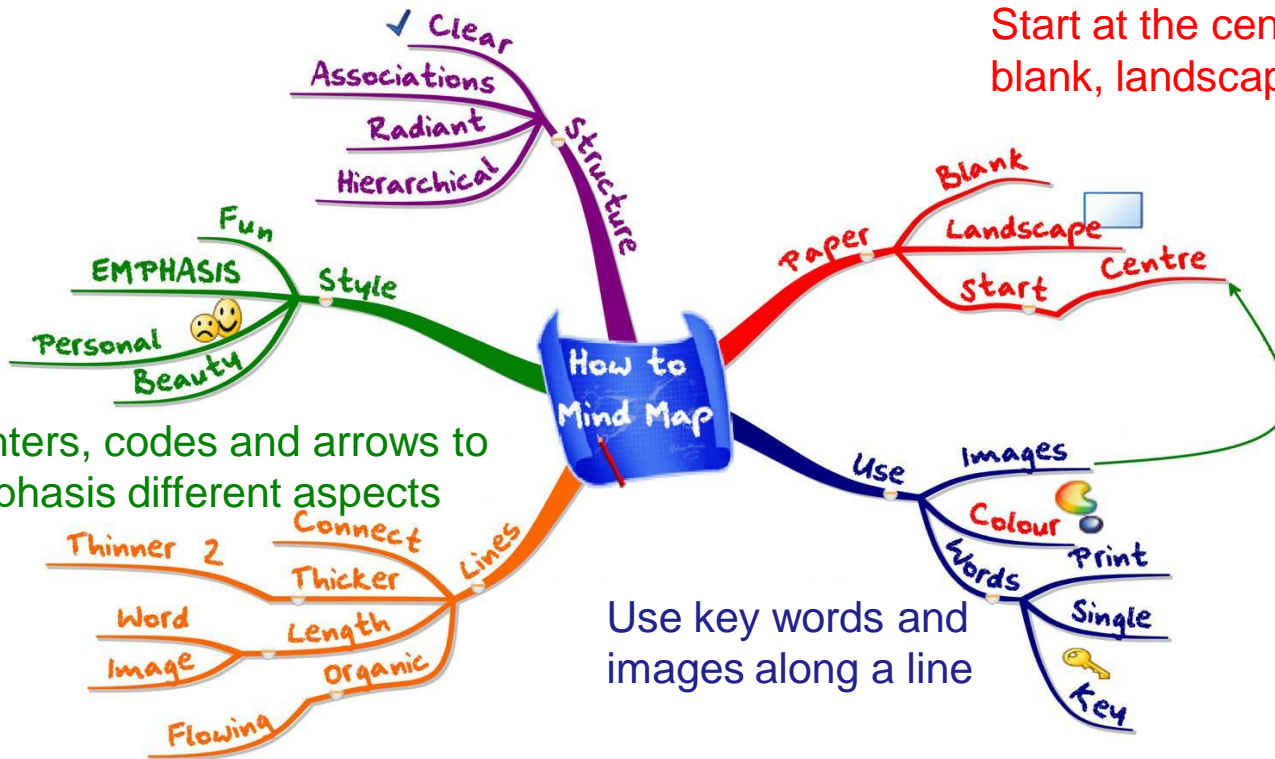 Start at the cen
blank, landscap
How to
Mind Map
Paper
Blank
Landscape
Start
Centre
Use
Images
Colour
Words
Print
Single
Key
Use key words and
images along a line
Lines
Connect
Thicker
Thinner 2
Length
Word
Image
Organic
Flowing
nters, codes and arrows to
phasis different aspects
Style
Fun
EMPHASIS
Personal
Beauty
Structure
Clear
Associations
Radiant
Hierarchical